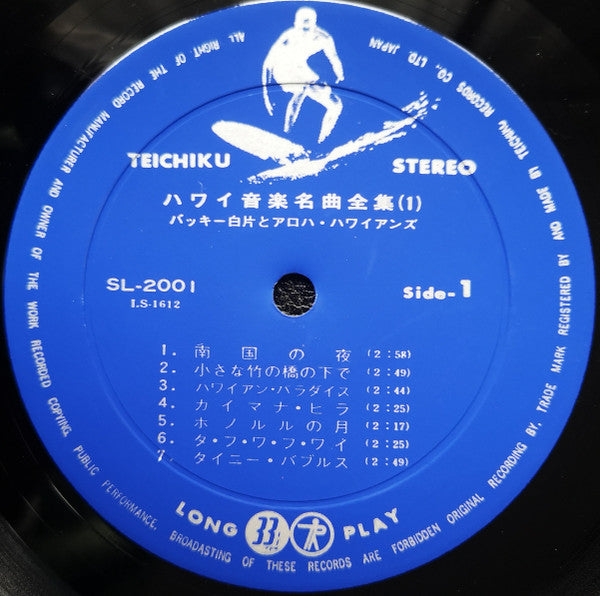 TEICHIKU
STEREO
ハワイ音楽名曲全集(1)
バッキー白片とアロハ・ハワイアンズ
SL-2001
LS-1612
Side-1
1. 南国の夜 (2:58)
2. 小さな竹の橋の下で (2:49)
3. ハワイアン・パラダイス (2:44)
4. カイマナ・ヒラ (2:25)
5. ホノルルの月 (2:17)
6. タ・フ・ワ・フ・ワイ (2:25)
7. タイニー・バブルス (2:49)
LONG 33⅓ PLAY
ALL RIGHT OF THE RECORD MANUFACTURER AND OWNER OF THE WORK RECORDED COPYING, PUBLIC PERFORMANCE, BROADASTING OF THESE RECORDS ARE FORBIDDEN ORIGINAL RECORDING BY, TRADE MARK REGISTERED BY AND MADE BY TEICHIKU RECORDS CO., LTD. JAPAN